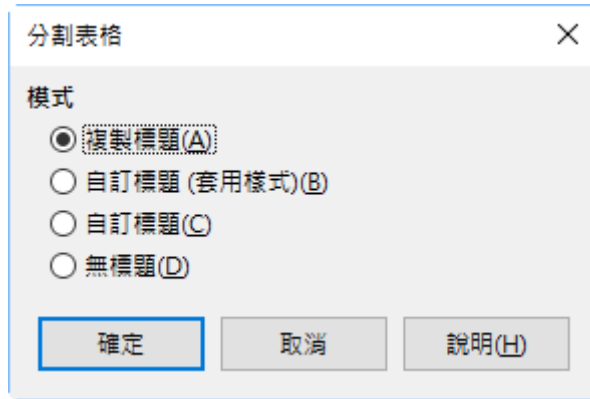 分割表格
模式
複製標題(A)
自訂標題 (套用樣式)(B)
自訂標題(C)
無標題(D)
確定 取消 說明(H)